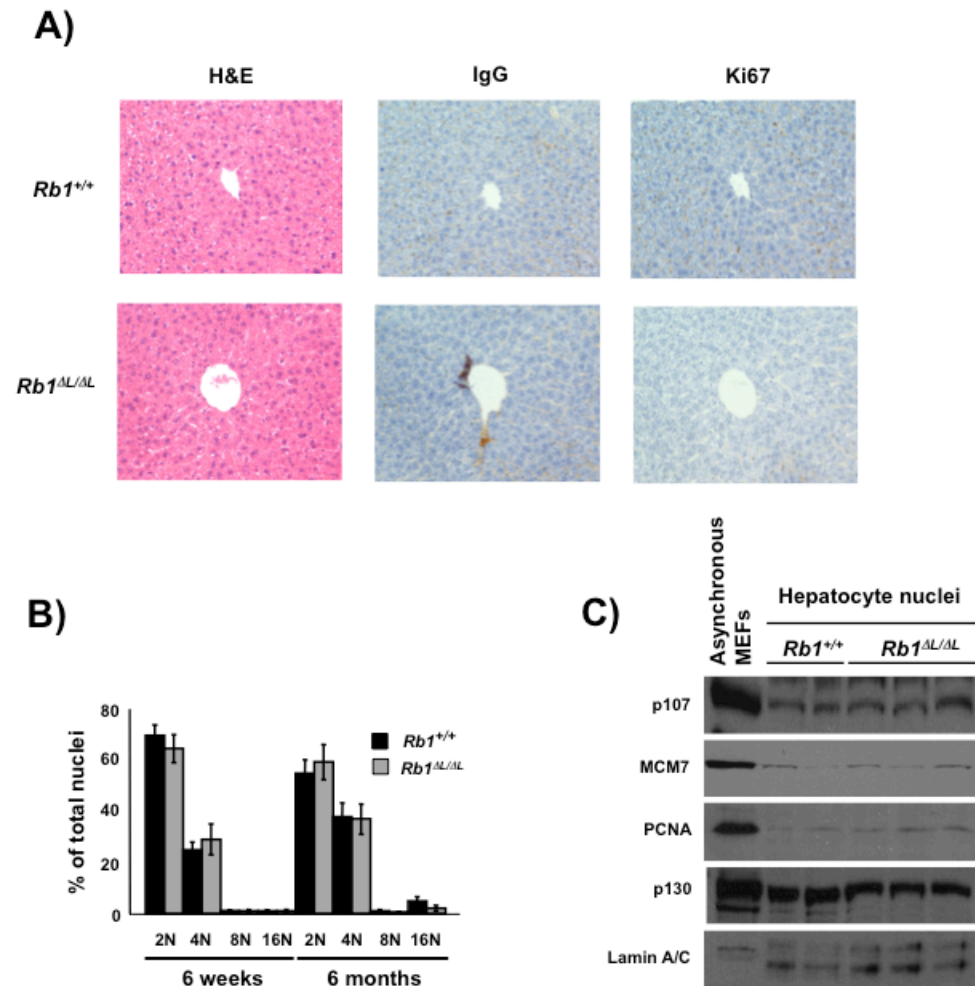 A)
H&E
IgG
Ki67
Rb1+/+
Rb1ΔL/ΔL
B)
% of total nuclei
80
60
40
20
0
Rb1+/+
Rb1ΔL/ΔL
2N 4N 8N 16N 2N 4N 8N 16N
6 weeks 6 months
C)
Asynchronous
MEFs
Hepatocyte nuclei
Rb1+/+ Rb1ΔL/ΔL
p107
MCM7
PCNA
p130
Lamin A/C